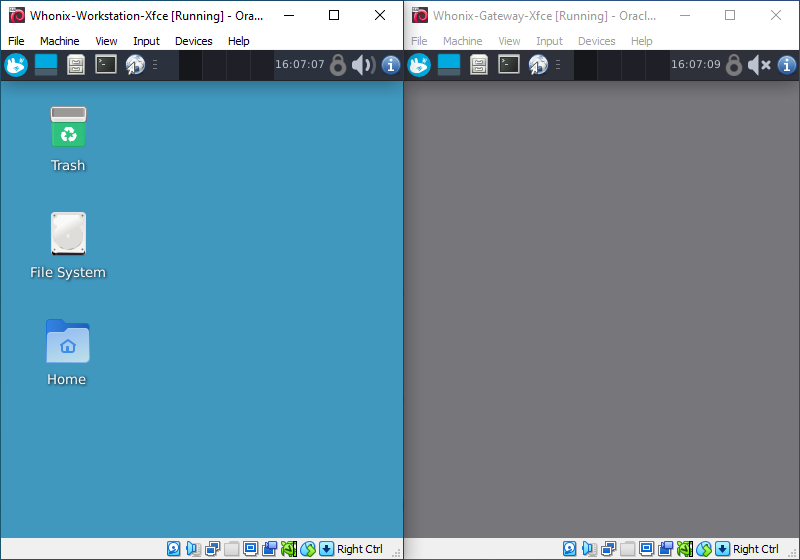 Whonix-Workstation-Xfce [Running] - Ora...
File Machine View Input Devices Help
16:07:07
Trash
File System
Home
Right Ctrl
Whonix-Gateway-Xfce [Running] - Oracl...
File Machine View Input Devices Help
16:07:09
Right Ctrl